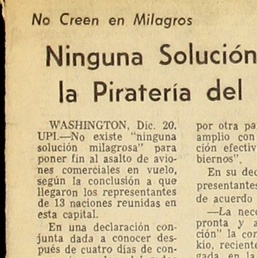 No Creen en Milagros
Ninguna Solución
la Piratería del
WASHINGTON, Dic. 20.
UPI.—No existe "ninguna
solución milagrosa" para
poner fin al asalto de avio-
nes comerciales en vuelo,
según la conclusión a que
llegaron los representantes
de 13 naciones reunidas en
esta capital.
En una declaración con-
junta dada a conocer des-
pués de cuatro días de con-
por otra pa
amplio con
ción efectiv
biernos".
En su dec
presentantes
de acuerdo
—La nece
pronta y a
ción" la con
kio, reciente
gada, en la